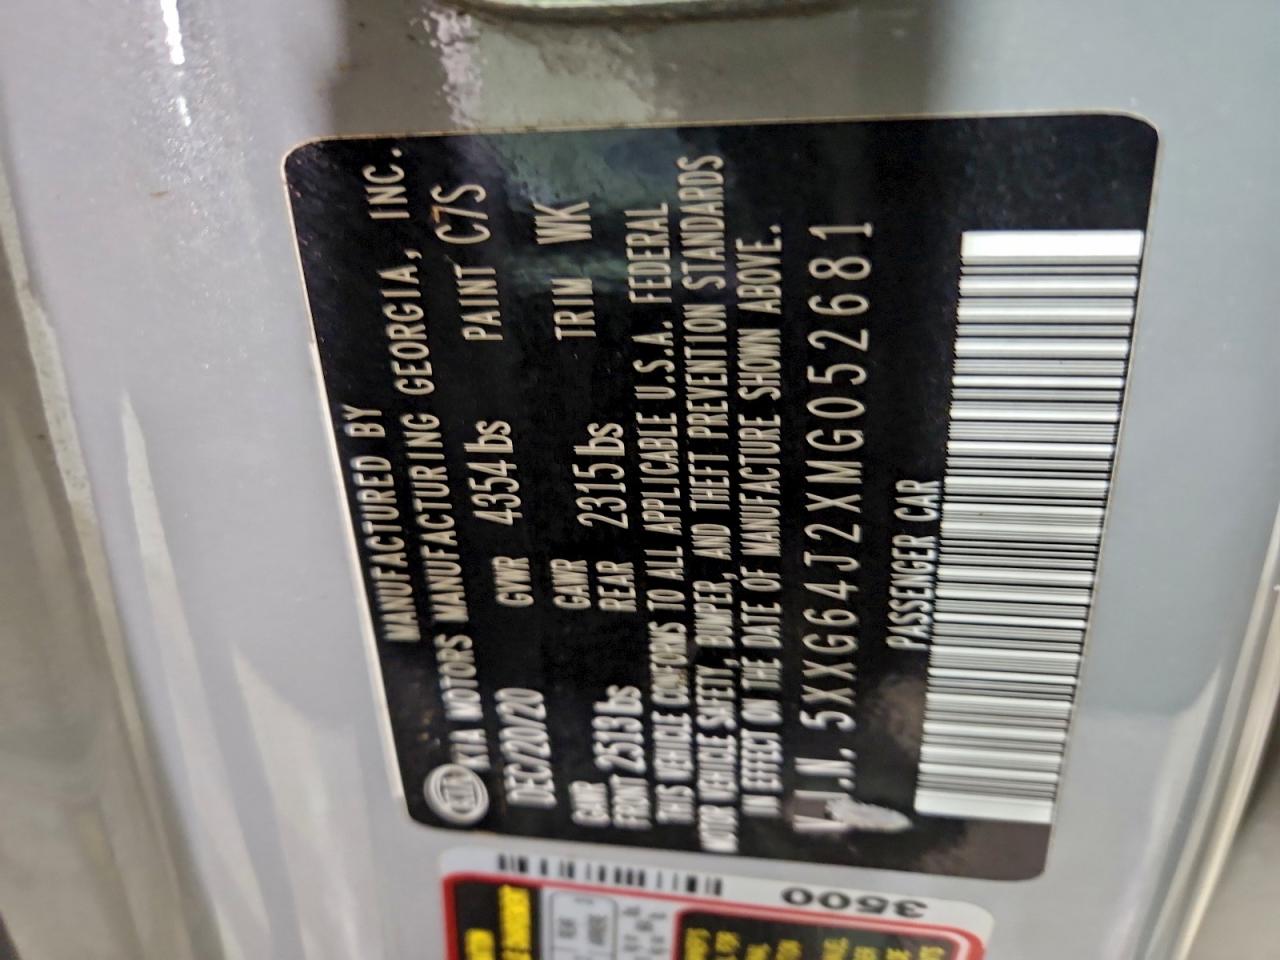 MANUFACTURED BY
KIA MOTORS MANUFACTURING GEORGIA, INC.
DEC/20/20 GVWR 4354 lbs PAINT C7S
GAWR FRONT 2513 lbs GAWR REAR 2315 lbs TRIM WK
THIS VEHICLE CONFORMS TO ALL APPLICABLE U.S.A. FEDERAL
MOTOR VEHICLE SAFETY, BUMPER, AND THEFT PREVENTION STANDARDS
IN EFFECT ON THE DATE OF MANUFACTURE SHOWN ABOVE.
V.I.N. 5XXG64J2XMG052681
PASSENGER CAR
3500